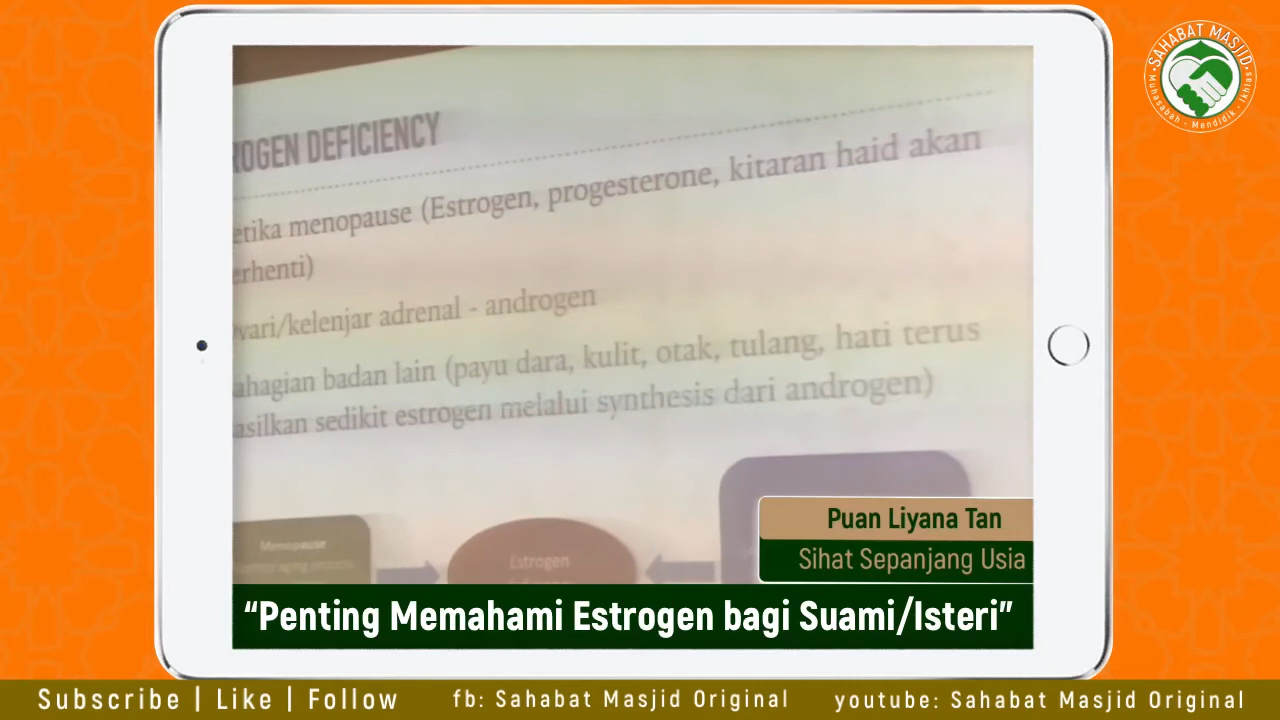 SAHABAT MASJID
Muhasabah - Mendidik - Ikhlas
ROGEN DEFICIENCY
etika menopause (Estrogen, progesterone, kitaran haid akan
erhenti)
vari/kelenjar adrenal - androgen
ahagian badan lain (payu dara, kulit, otak, tulang, hati terus
asilkan sedikit estrogen melalui synthesis dari androgen)
Menopause
Estrogen
Puan Liyana Tan
Sihat Sepanjang Usia
“Penting Memahami Estrogen bagi Suami/Isteri”
Subscribe | Like | Follow
fb: Sahabat Masjid Original
youtube: Sahabat Masjid Original